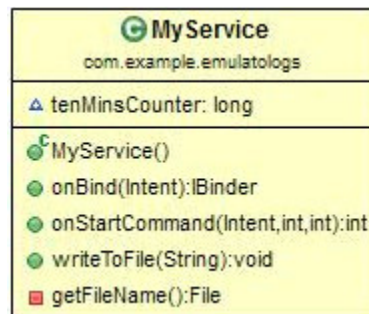 MyService
com.example.emulatologs
tenMinsCounter: long
MyService()
onBind(Intent):IBinder
onStartCommand(Intent,int,int):int
writeToFile(String):void
getFileName():File